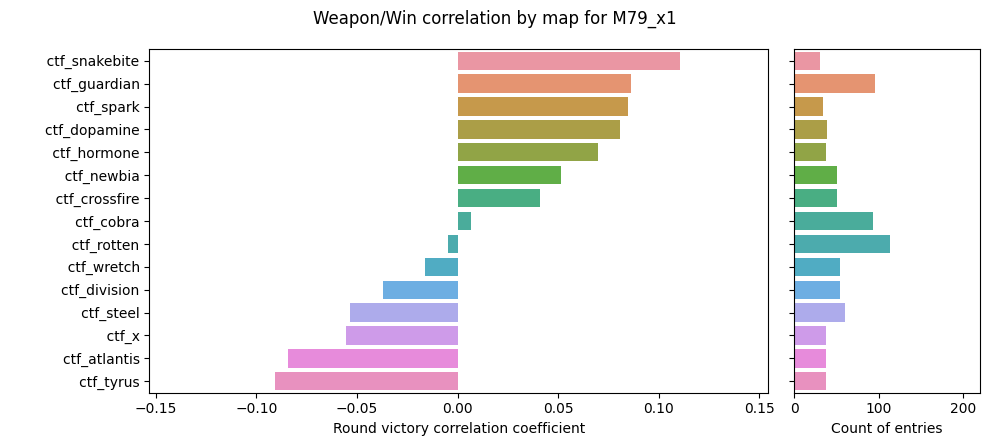 Weapon/Win correlation by map for M79_x1
ctf_snakebite
ctf_guardian
ctf_spark
ctf_dopamine
ctf_hormone
ctf_newbia
ctf_crossfire
ctf_cobra
ctf_rotten
ctf_wretch
ctf_division
ctf_steel
ctf_x
ctf_atlantis
ctf_tyrus
−0.15 −0.10 −0.05 0.00 0.05 0.10 0.15
Round victory correlation coefficient
0 100 200
Count of entries